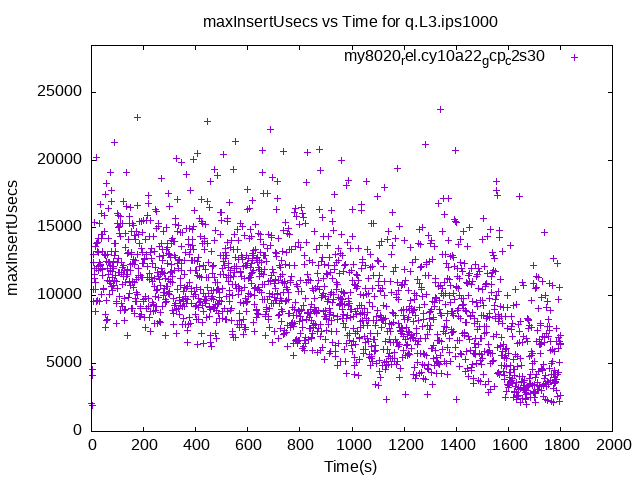 maxInsertUsecs vs Time for q.L3.ips1000
my8020rel.cy10a22gcpc2s30
25000
20000
15000
10000
5000
0
maxInsertUsecs
0 200 400 600 800 1000 1200 1400 1600 1800 2000
Time(s)